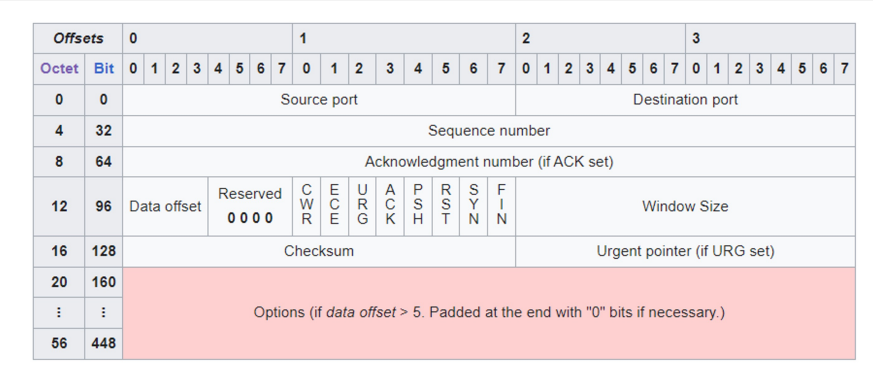 Offsets 0 1 2 3
Octet Bit 0 1 2 3 4 5 6 7 0 1 2 3 4 5 6 7 0 1 2 3 4 5 6 7 0 1 2 3 4 5 6 7
0 0 Source port Destination port
4 32 Sequence number
8 64 Acknowledgment number (if ACK set)
12 96 Data offset Reserved 0 0 0 0 CWR ECE URG ACK PSH RST SYN FIN Window Size
16 128 Checksum Urgent pointer (if URG set)
20 160
⋮ ⋮ Options (if data offset > 5. Padded at the end with "0" bits if necessary.)
56 448